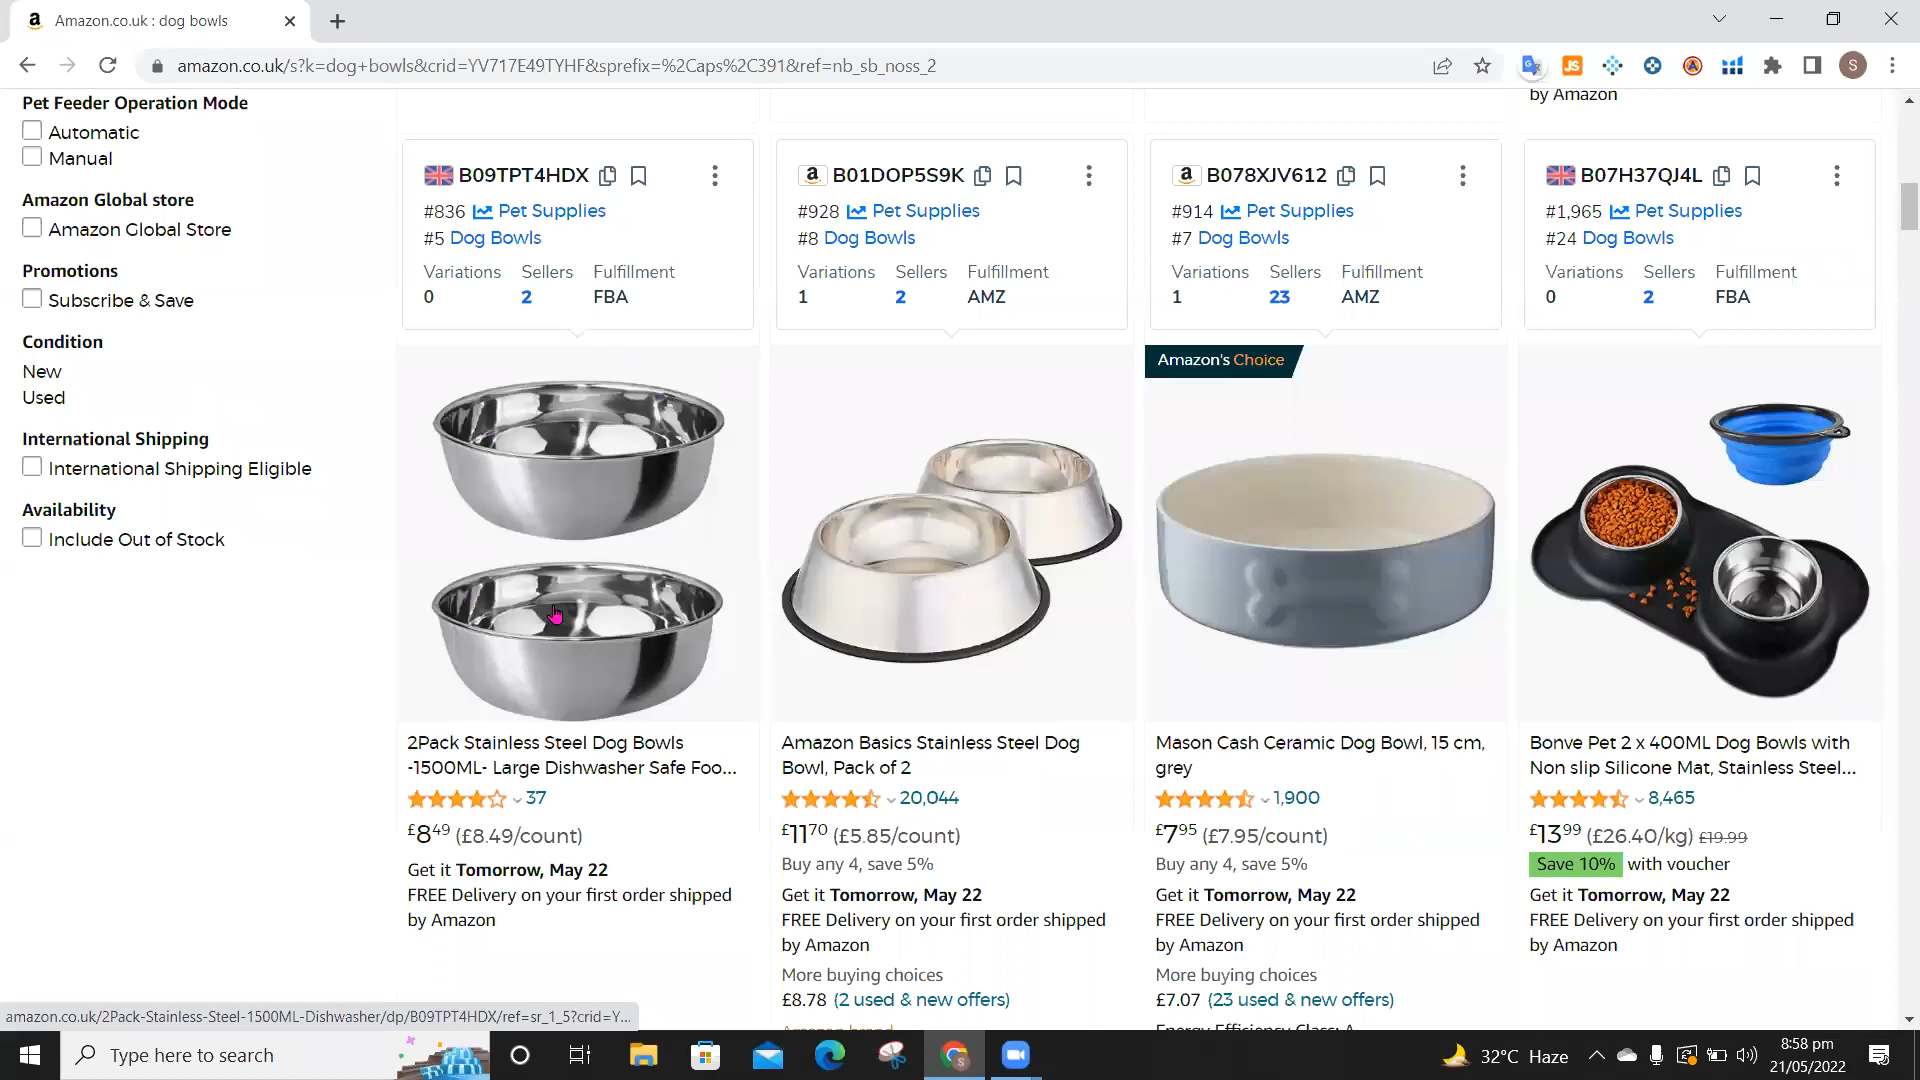 Amazon.co.uk : dog bowls
amazon.co.uk/s?k=dog+bowls&crid=YV717E49TYHF&sprefix=%2Caps%2C391&ref=nb_sb_noss_2
JS
S
Pet Feeder Operation Mode
Automatic
Manual
Amazon Global store
Amazon Global Store
Promotions
Subscribe & Save
Condition
New
Used
International Shipping
International Shipping Eligible
Availability
Include Out of Stock
by Amazon
B09TPT4HDX
#836 Pet Supplies
#5 Dog Bowls
Variations Sellers Fulfillment
0 2 FBA
2Pack Stainless Steel Dog Bowls
-1500ML- Large Dishwasher Safe Foo...
37
£8.49 (£8.49/count)
Get it Tomorrow, May 22
FREE Delivery on your first order shipped
by Amazon
B01DOP5S9K
#928 Pet Supplies
#8 Dog Bowls
Variations Sellers Fulfillment
1 2 AMZ
Amazon Basics Stainless Steel Dog
Bowl, Pack of 2
20,044
£11.70 (£5.85/count)
Buy any 4, save 5%
Get it Tomorrow, May 22
FREE Delivery on your first order shipped
by Amazon
More buying choices
£8.78 (2 used & new offers)
Amazon brand
B078XJV612
#914 Pet Supplies
#7 Dog Bowls
Variations Sellers Fulfillment
1 23 AMZ
Amazon's Choice
Mason Cash Ceramic Dog Bowl, 15 cm,
grey
1,900
£7.95 (£7.95/count)
Buy any 4, save 5%
Get it Tomorrow, May 22
FREE Delivery on your first order shipped
by Amazon
More buying choices
£7.07 (23 used & new offers)
Energy Efficiency Class: A
B07H37QJ4L
#1,965 Pet Supplies
#24 Dog Bowls
Variations Sellers Fulfillment
0 2 FBA
Bonve Pet 2 x 400ML Dog Bowls with
Non slip Silicone Mat, Stainless Steel...
8,465
£13.99 (£26.40/kg) £19.99
Save 10% with voucher
Get it Tomorrow, May 22
FREE Delivery on your first order shipped
by Amazon
amazon.co.uk/2Pack-Stainless-Steel-1500ML-Dishwasher/dp/B09TPT4HDX/ref=sr_1_5?crid=Y...
Type here to search
32°C Haze
8:58 pm
21/05/2022